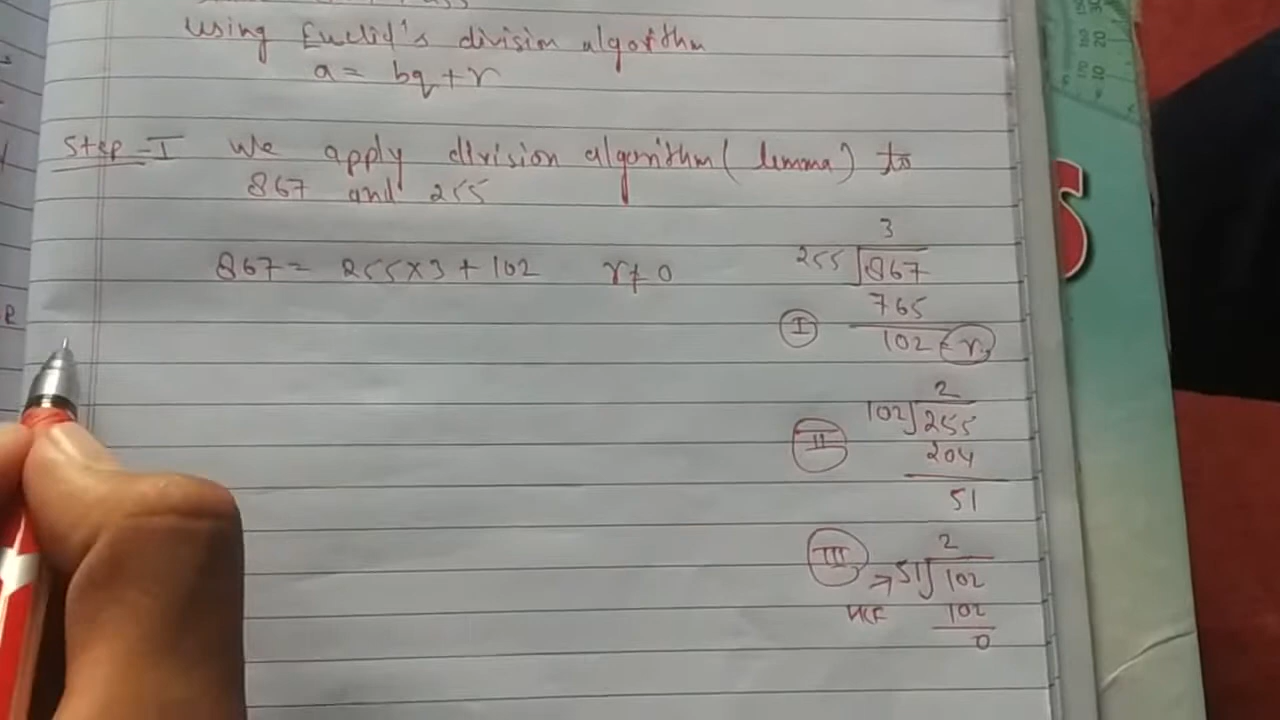 using Euclid's division algorithm
a = bq + r
Step - I We apply division algorithm ( lemma ) to
867 and 255
867 = 255 x 3 + 102 r ≠ 0
3
255 867
765
I
102 r
2
102 255
II
204
51
III
2
51 102
HCF 102
0